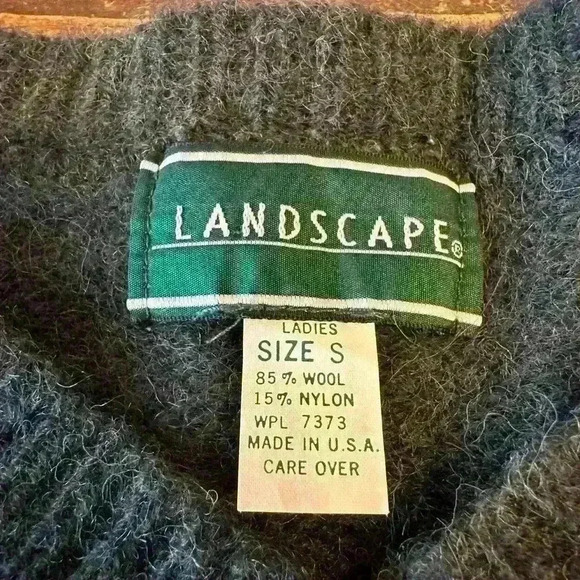 LANDSCAPE®
LADIES
SIZE S
85% WOOL
15% NYLON
WPL 7373
MADE IN U.S.A.
CARE OVER